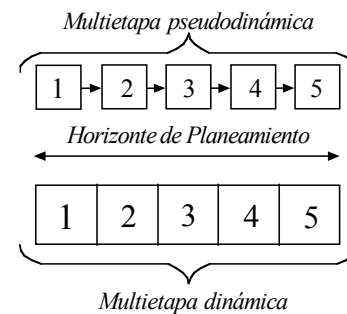 Multietapa pseudodinámica
1 2 3 4 5
Horizonte de Planeamiento
1 2 3 4 5
Multietapa dinámica